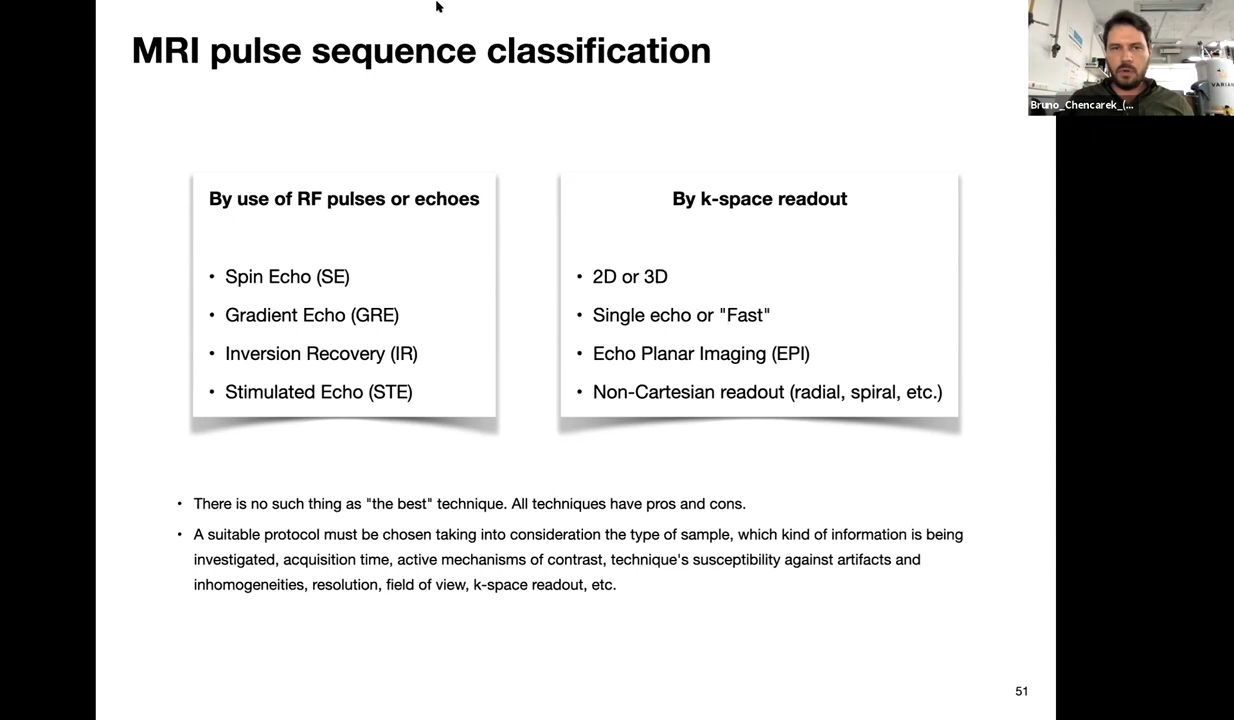 MRI pulse sequence classification
By use of RF pulses or echoes
• Spin Echo (SE)
• Gradient Echo (GRE)
• Inversion Recovery (IR)
• Stimulated Echo (STE)
By k-space readout
• 2D or 3D
• Single echo or "Fast"
• Echo Planar Imaging (EPI)
• Non-Cartesian readout (radial, spiral, etc.)
• There is no such thing as "the best" technique. All techniques have pros and cons.
• A suitable protocol must be chosen taking into consideration the type of sample, which kind of information is being
investigated, acquisition time, active mechanisms of contrast, technique's susceptibility against artifacts and
inhomogeneities, resolution, field of view, k-space readout, etc.
51
Bruno_Chencarek_(...
VARIAN